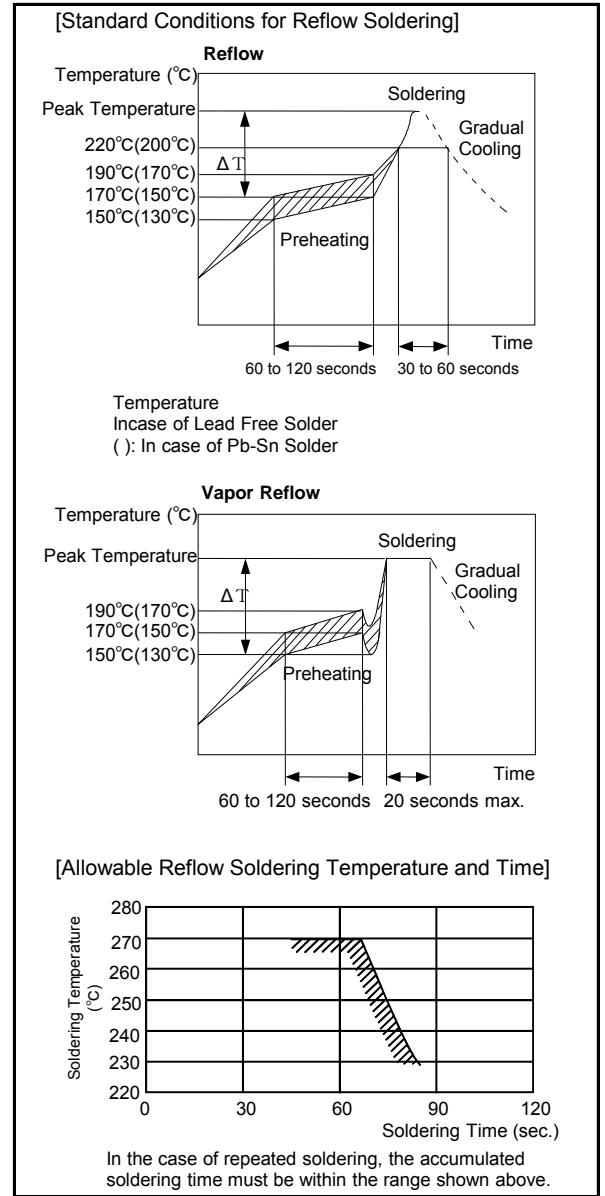 [Standard Conditions for Reflow Soldering]
Reflow
Temperature (°C)
Peak Temperature
Soldering
Gradual
Cooling
220°C(200°C)
ΔT
190°C(170°C)
170°C(150°C)
150°C(130°C)
Preheating
Time
60 to 120 seconds
30 to 60 seconds
Temperature
Incase of Lead Free Solder
( ): In case of Pb-Sn Solder
Vapor Reflow
Temperature (°C)
Peak Temperature
Soldering
Gradual
Cooling
ΔT
190°C(170°C)
170°C(150°C)
150°C(130°C)
Preheating
Time
60 to 120 seconds
20 seconds max.
[Allowable Reflow Soldering Temperature and Time]
Soldering Temperature
(°C)
280
270
260
250
240
230
220
0
30
60
90
120
Soldering Time (sec.)
In the case of repeated soldering, the accumulated
soldering time must be within the range shown above.